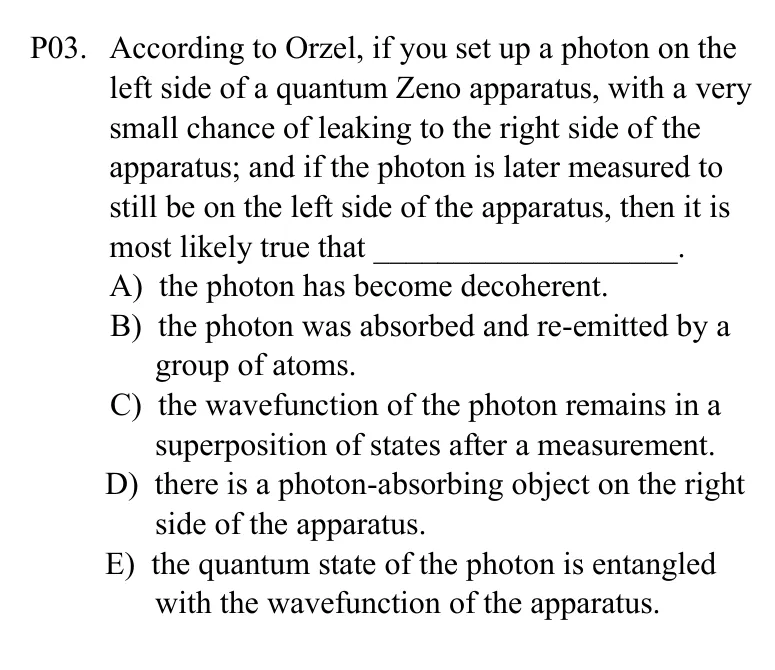 P03. According to Orzel, if you set up a photon on the
left side of a quantum Zeno apparatus, with a very
small chance of leaking to the right side of the
apparatus; and if the photon is later measured to
still be on the left side of the apparatus, then it is
most likely true that ____________________.
A) the photon has become decoherent.
B) the photon was absorbed and re-emitted by a
group of atoms.
C) the wavefunction of the photon remains in a
superposition of states after a measurement.
D) there is a photon-absorbing object on the right
side of the apparatus.
E) the quantum state of the photon is entangled
with the wavefunction of the apparatus.